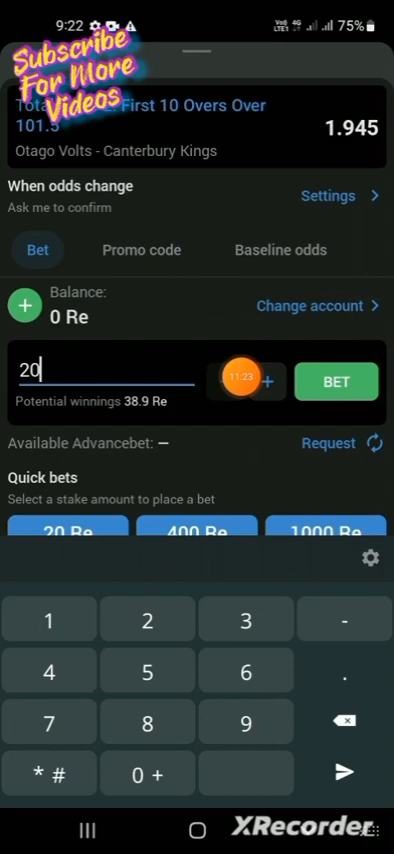 9:22
VoD LTE1 4G 75%
Subscribe
For More
Videos
First 10 Overs Over
101.5
1.945
Otago Volts - Canterbury Kings
When odds change
Ask me to confirm
Settings >
Bet Promo code Baseline odds
+
Balance:
0 Re
Change account >
20
11:23 +
BET
Potential winnings 38.9 Re
Available Advancebet: –
Request
Quick bets
Select a stake amount to place a bet
20 Re 400 Re 1000 Re
1 2 3 -
4 5 6 .
7 8 9
* # 0 +
XRecorder